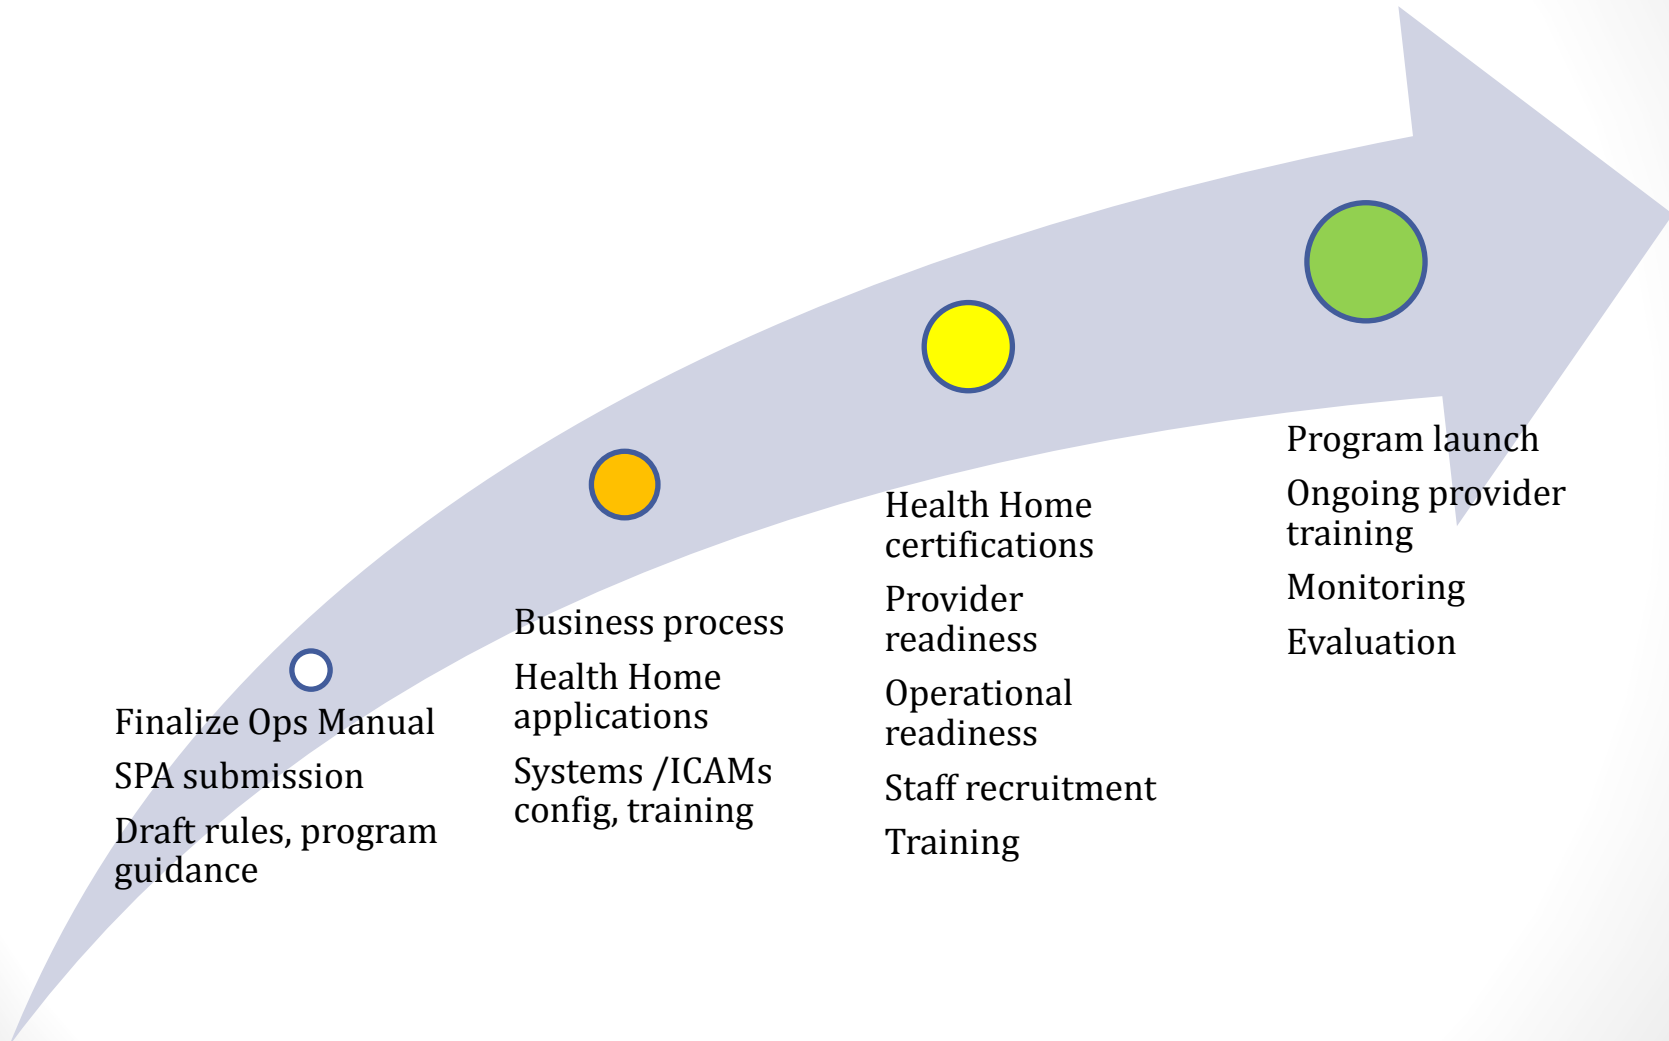 Finalize Ops Manual
SPA submission
Draft rules, program
guidance
Business process
Health Home
applications
Systems /ICAMs
config, training
Health Home
certifications
Provider
readiness
Operational
readiness
Staff recruitment
Training
Program launch
Ongoing provider
training
Monitoring
Evaluation